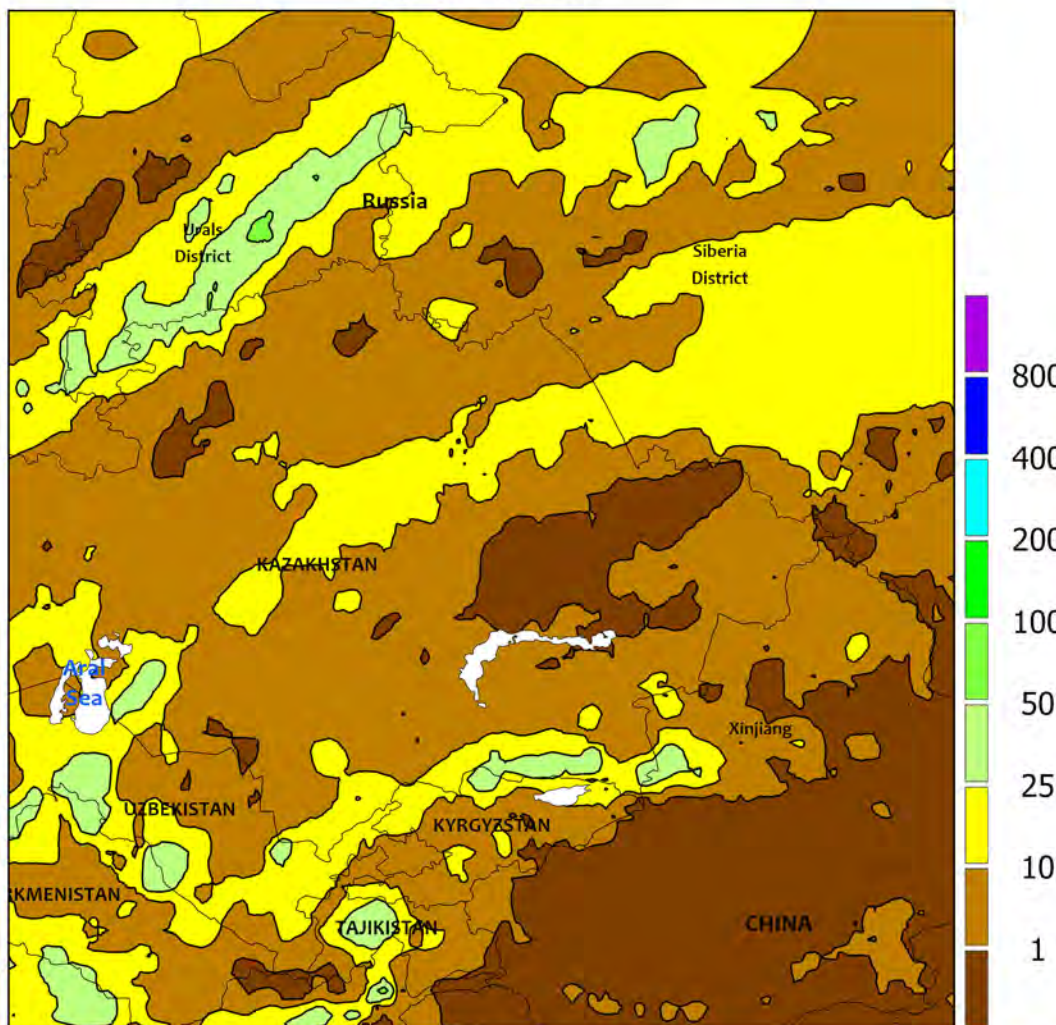 Russia
Urals
District
Siberia
District
800
400
KAZAKHSTAN
200
100
Aral
Sea
50
Xinjiang
25
UZBEKISTAN
KYRGYZSTAN
10
RKMENISTAN
TAJIKISTAN
CHINA
1